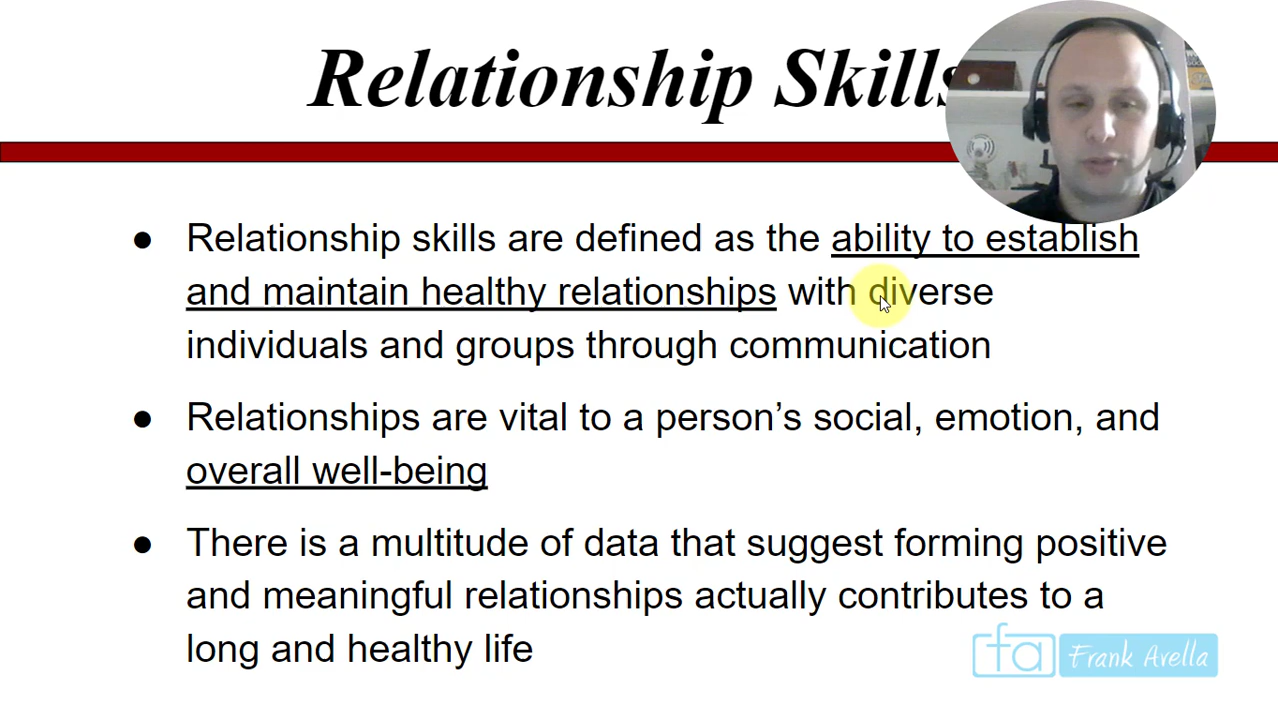 Relationship Skills
● Relationship skills are defined as the ability to establish
and maintain healthy relationships with diverse
individuals and groups through communication
● Relationships are vital to a person’s social, emotion, and
overall well-being
● There is a multitude of data that suggest forming positive
and meaningful relationships actually contributes to a
long and healthy life
fa Frank Avella